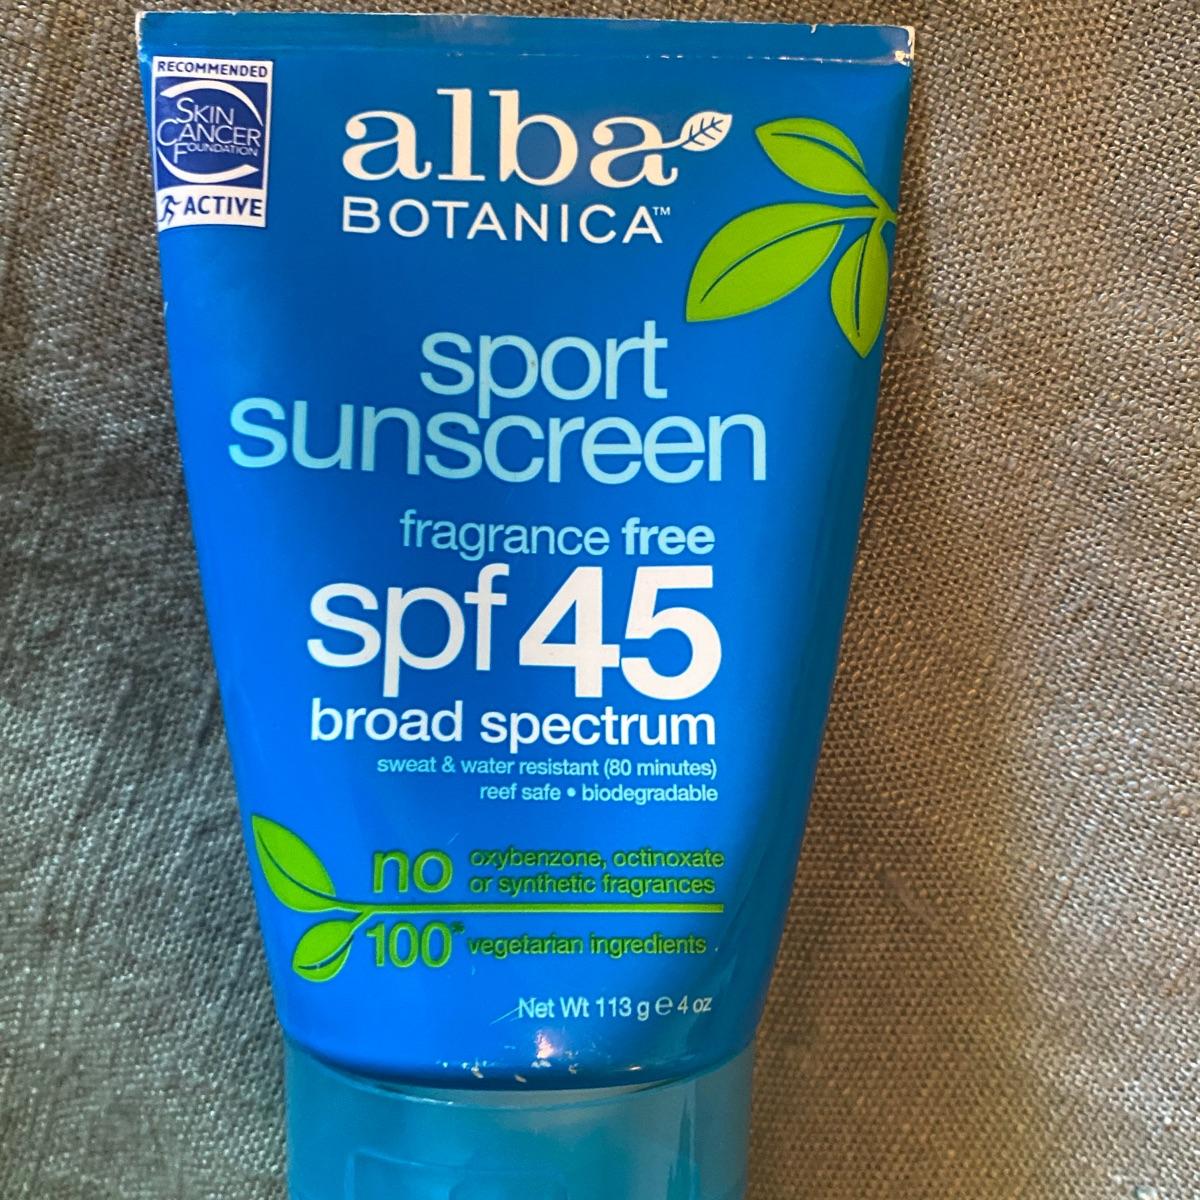 RECOMMENDED
SKIN
CANCER
FOUNDATION
ACTIVE
alba
BOTANICA™
sport
sunscreen
fragrance free
spf 45
broad spectrum
sweat & water resistant (80 minutes)
reef safe • biodegradable
no oxybenzone, octinoxate
or synthetic fragrances
100* vegetarian ingredients
Net Wt 113 g ℮ 4 oz